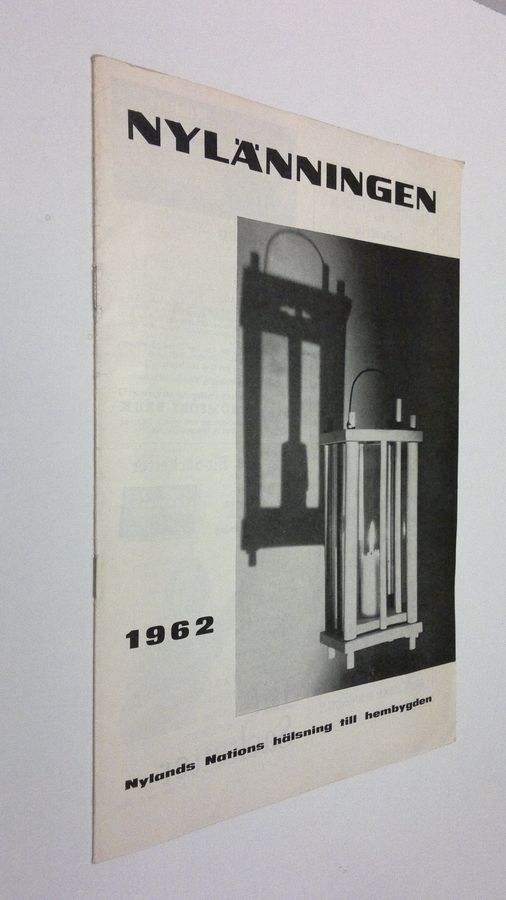 NYLÄNNINGEN
1962
Nylands Nations hälsning till hembygden